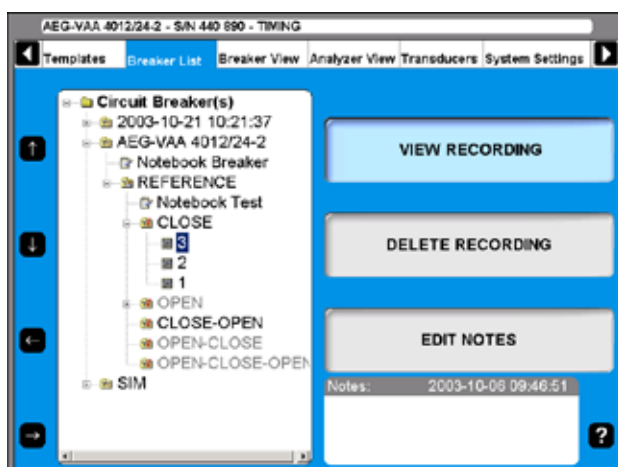 AEG-VAA 4012/24-2 - S/N 440 890 - TIMING
Templates Breaker List Breaker View Analyzer View Transducers System Settings
Circuit Breaker(s)
2003-10-21 10:21:37
AEG-VAA 4012/24-2
Notebook Breaker
REFERENCE
Notebook Test
CLOSE
3
2
1
OPEN
CLOSE-OPEN
OPEN-CLOSE
OPEN-CLOSE-OPEN
SIM
VIEW RECORDING
DELETE RECORDING
EDIT NOTES
Notes: 2003-10-06 09:46:51
?